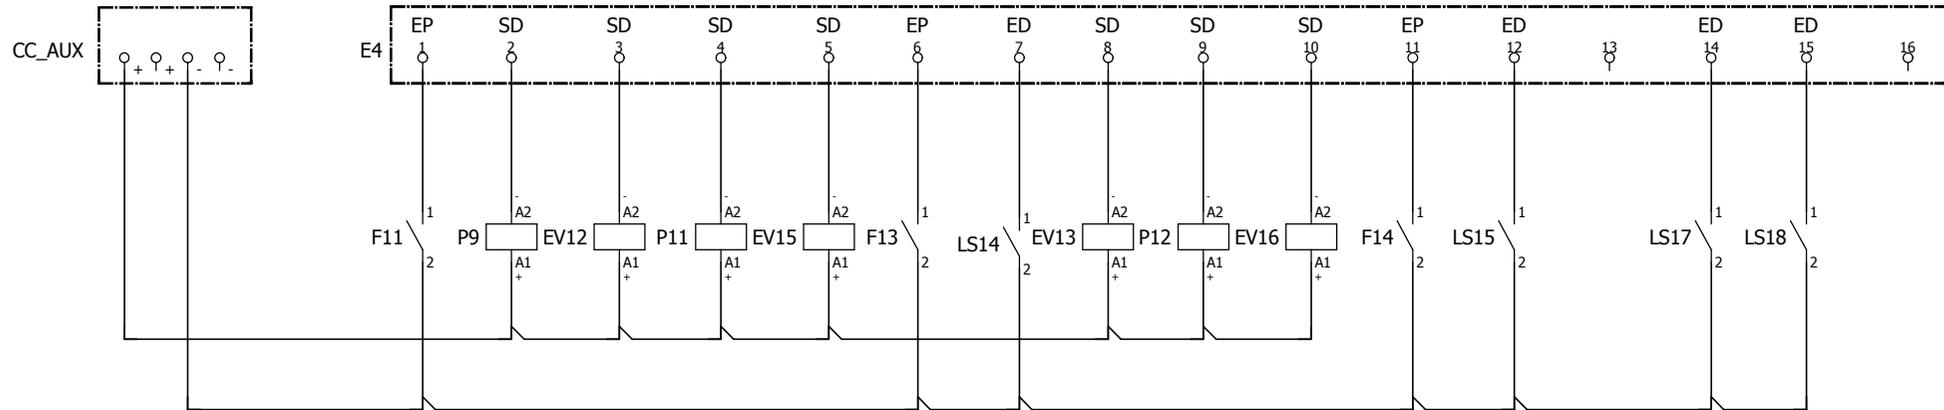 EP SD SD SD SD EP ED SD SD SD EP ED ED ED
CC_AUX + + - - E4 1 2 3 4 5 6 7 8 9 10 11 12 13 14 15 16
- - - - - - -
1 A2 A2 A2 A2 1 1 A2 A2 A2 1 1 1 1
F11 P9 EV12 P11 EV15 F13 LS14 EV13 P12 EV16 F14 LS15 LS17 LS18
2 A1 A1 A1 A1 2 2 A1 A1 A1 2 2 2 2
+ + + + + + +